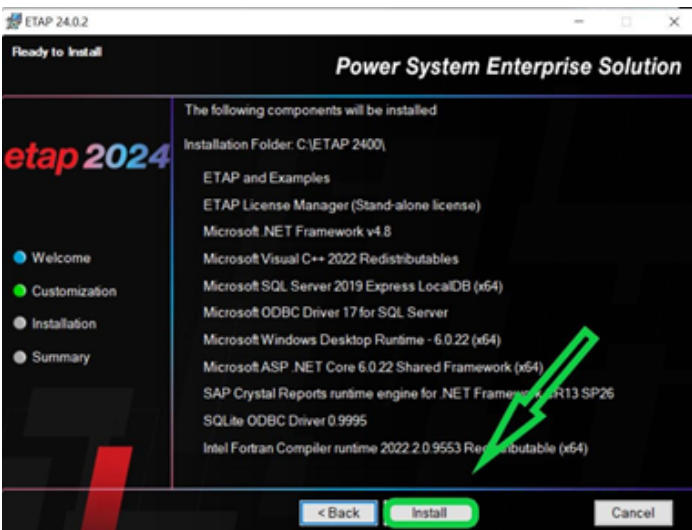 ETAP 24.0.2
Ready to Install
Power System Enterprise Solution
The following components will be installed
Installation Folder: C:\ETAP 2400\
etap 2024
ETAP and Examples
ETAP License Manager (Stand-alone license)
Microsoft .NET Framework v4.8
Microsoft Visual C++ 2022 Redistributables
Microsoft SQL Server 2019 Express LocalDB (x64)
Microsoft ODBC Driver 17 for SQL Server
Microsoft Windows Desktop Runtime - 6.0.22 (x64)
Microsoft ASP .NET Core 6.0.22 Shared Framework (x64)
SAP Crystal Reports runtime engine for .NET Framework CR13 SP26
SQLite ODBC Driver 0.9995
Intel Fortran Compiler runtime 2022.2.0.9553 Redistributable (x64)
Welcome
Customization
Installation
Summary
< Back
Install
Cancel